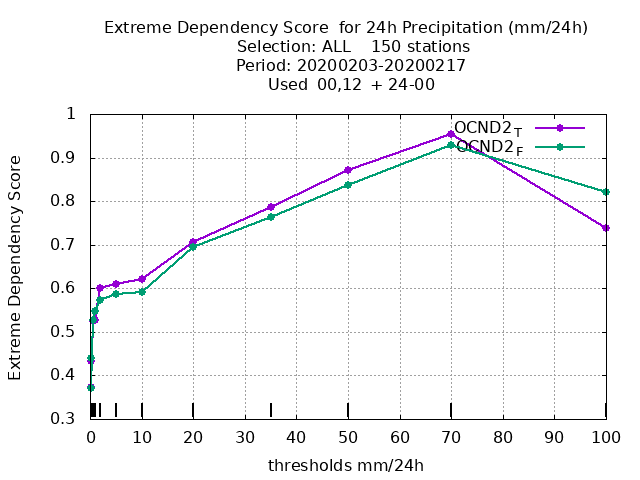 Extreme Dependency Score  for 24h Precipitation (mm/24h)
Selection: ALL    150 stations
Period: 20200203-20200217
Used  00,12  + 24-00
OCND2T
OCND2F
Extreme Dependency Score
1
0.9
0.8
0.7
0.6
0.5
0.4
0.3
0 10 20 30 40 50 60 70 80 90 100
thresholds mm/24h